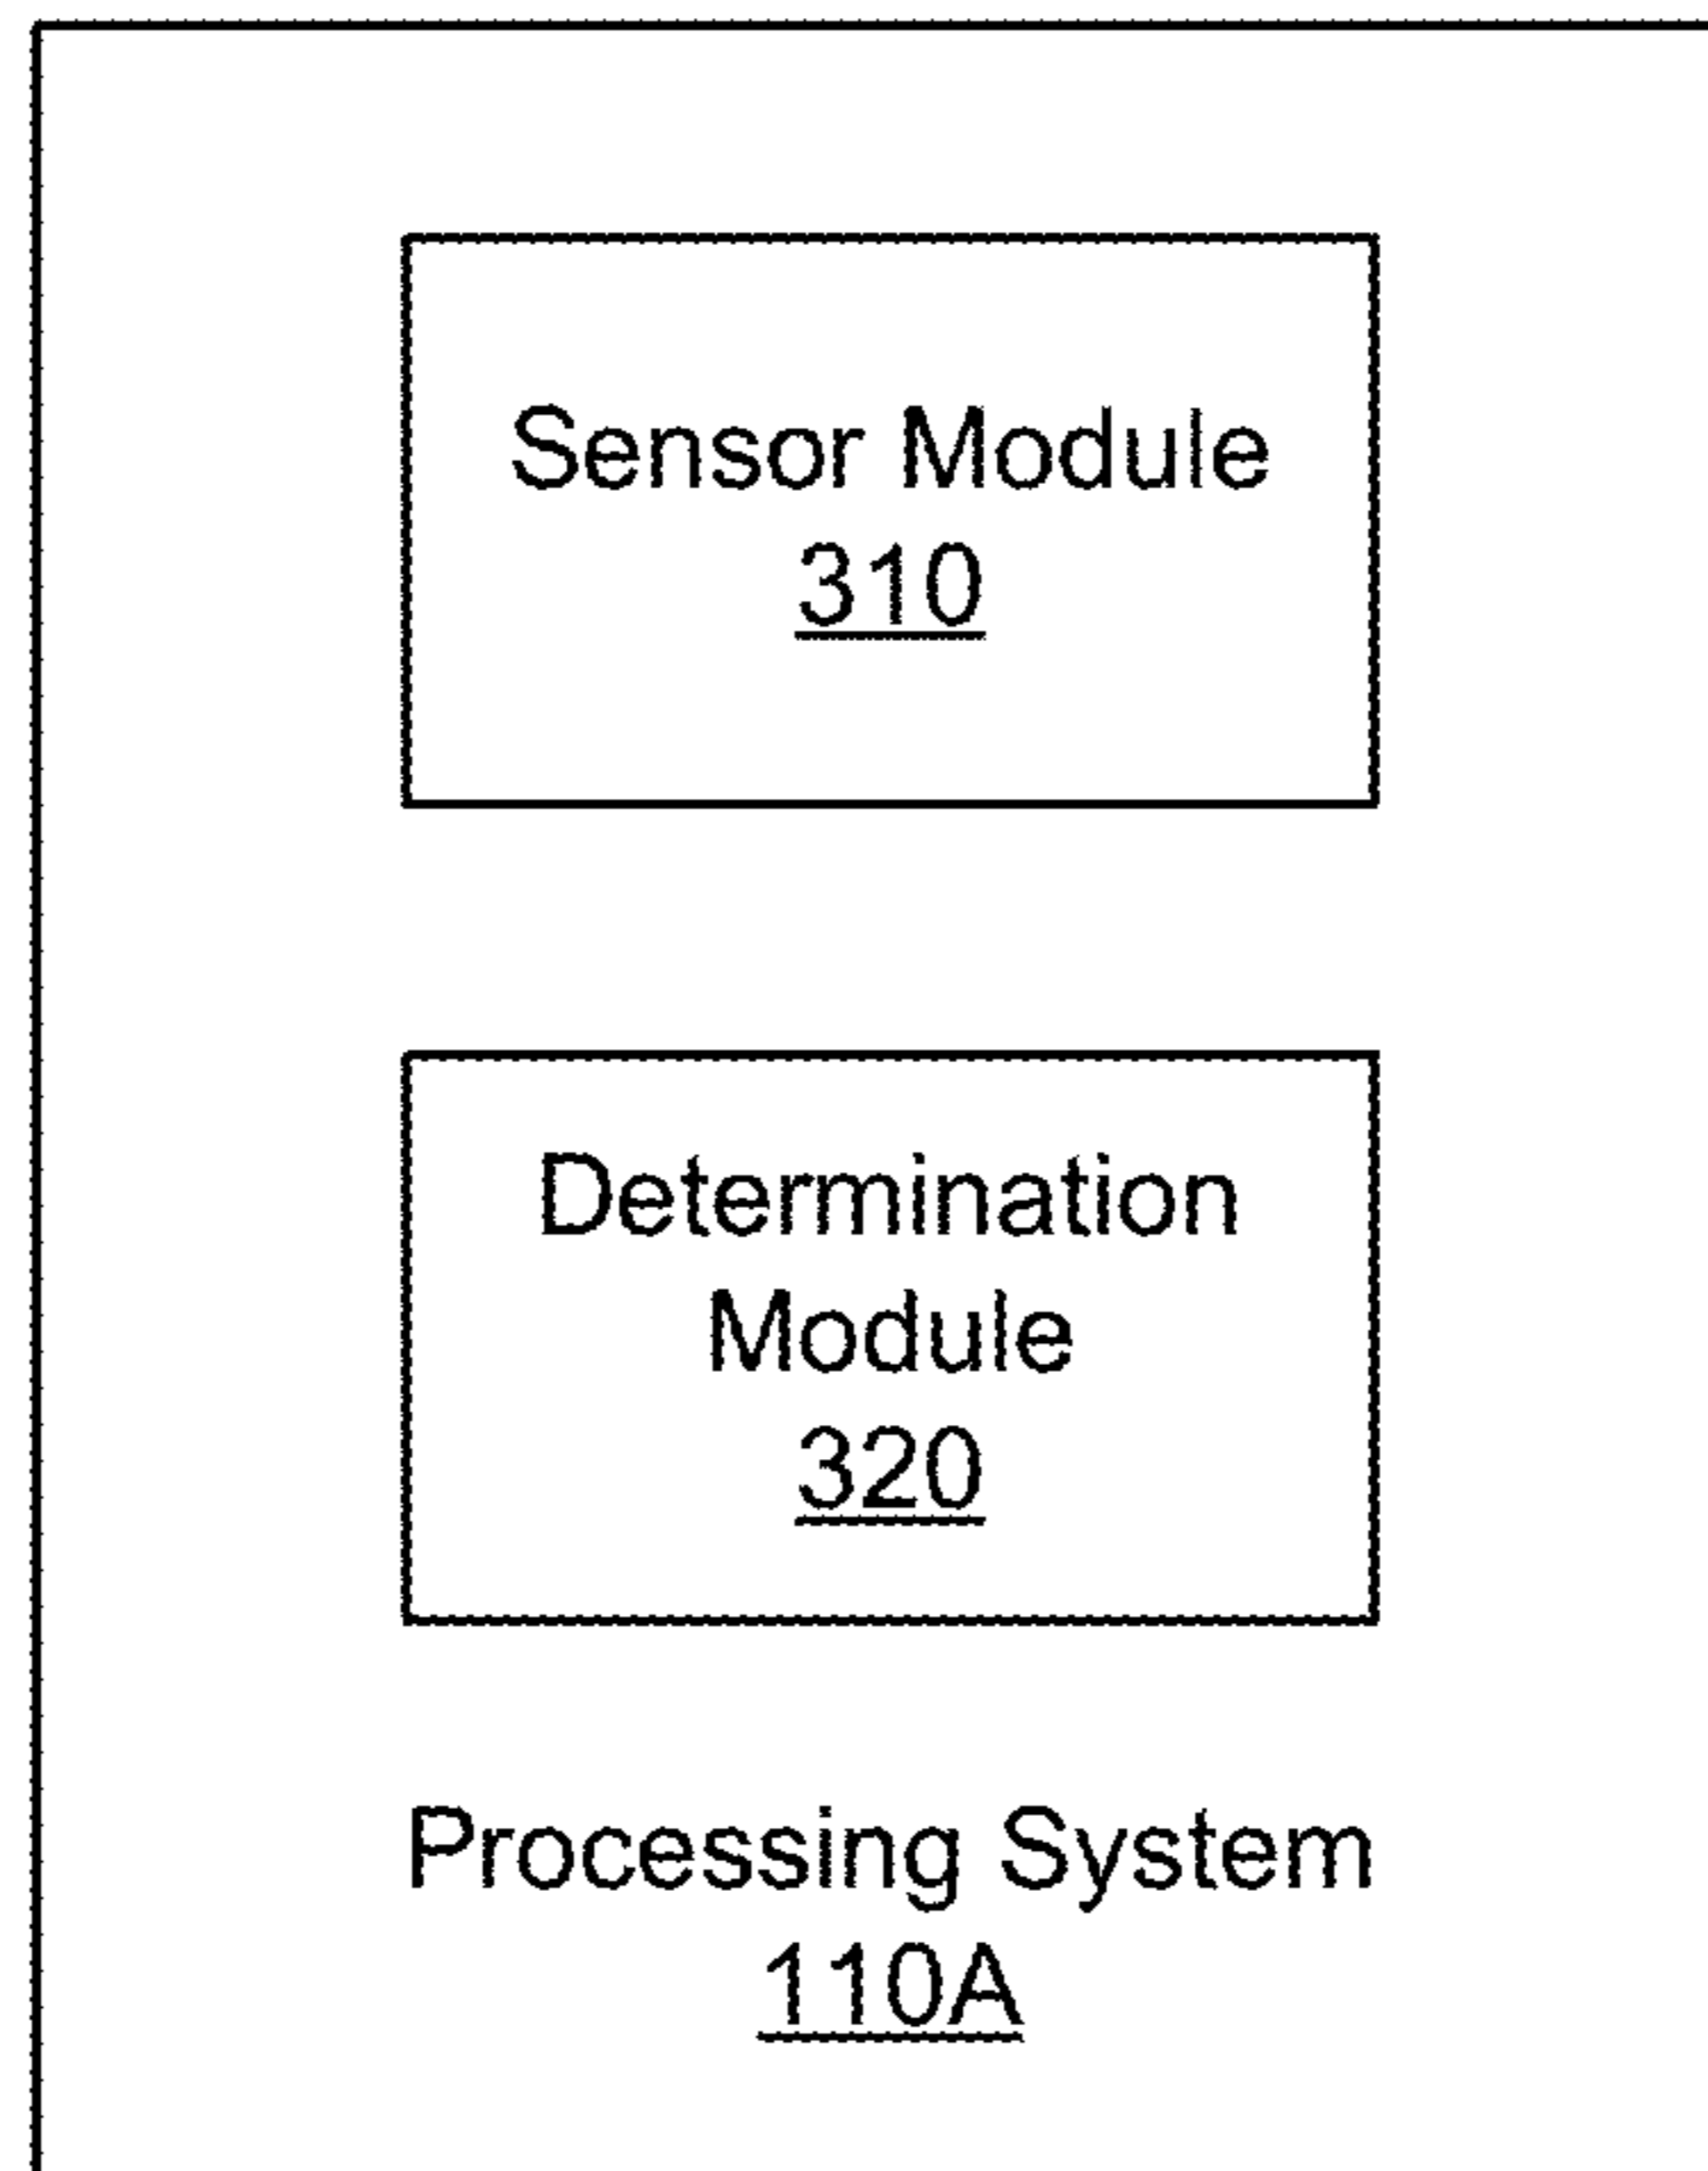 Sensor Module
310
Determination
Module
320
Processing System
110A